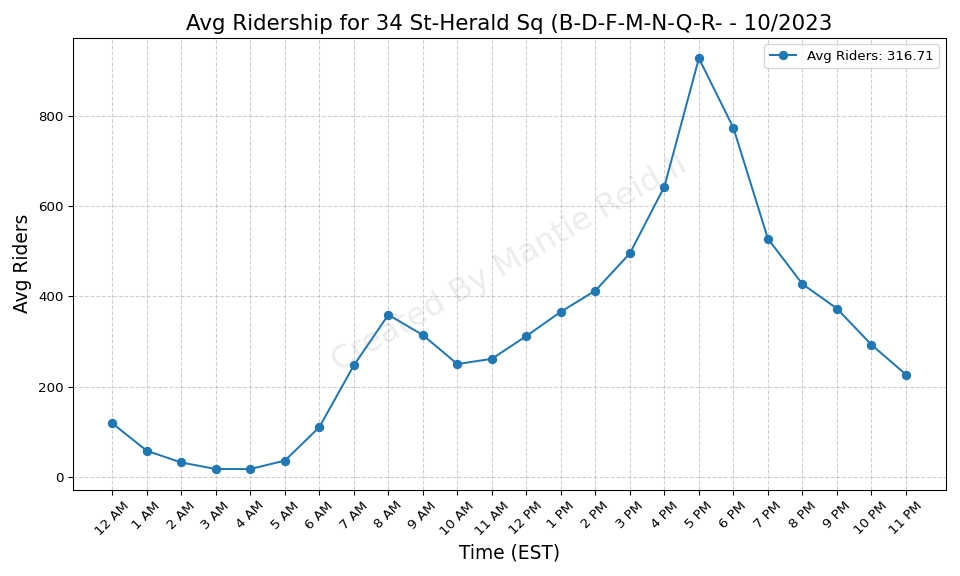 Avg Ridership for 34 St-Herald Sq (B-D-F-M-N-Q-R- - 10/2023
Avg Riders: 316.71
Avg Riders
800
600
400
200
0
Created By Mantle Reid II
12 AM
1 AM
2 AM
3 AM
4 AM
5 AM
6 AM
7 AM
8 AM
9 AM
10 AM
11 AM
12 PM
1 PM
2 PM
3 PM
4 PM
5 PM
6 PM
7 PM
8 PM
9 PM
10 PM
11 PM
Time (EST)